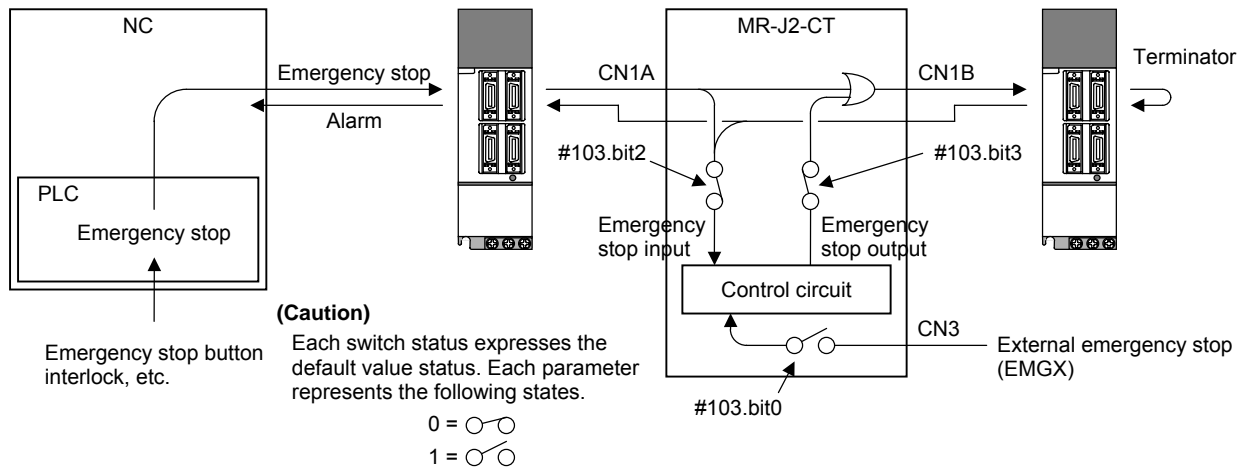 NC
MR-J2-CT
Emergency stop
CN1A
CN1B
Terminator
Alarm
#103.bit2
#103.bit3
PLC
Emergency stop
Emergency
stop input
Emergency
stop output
Control circuit
(Caution)
Each switch status expresses the
default value status. Each parameter
represents the following states.
0 =
1 =
Emergency stop button
interlock, etc.
CN3
External emergency stop
(EMGX)
#103.bit0